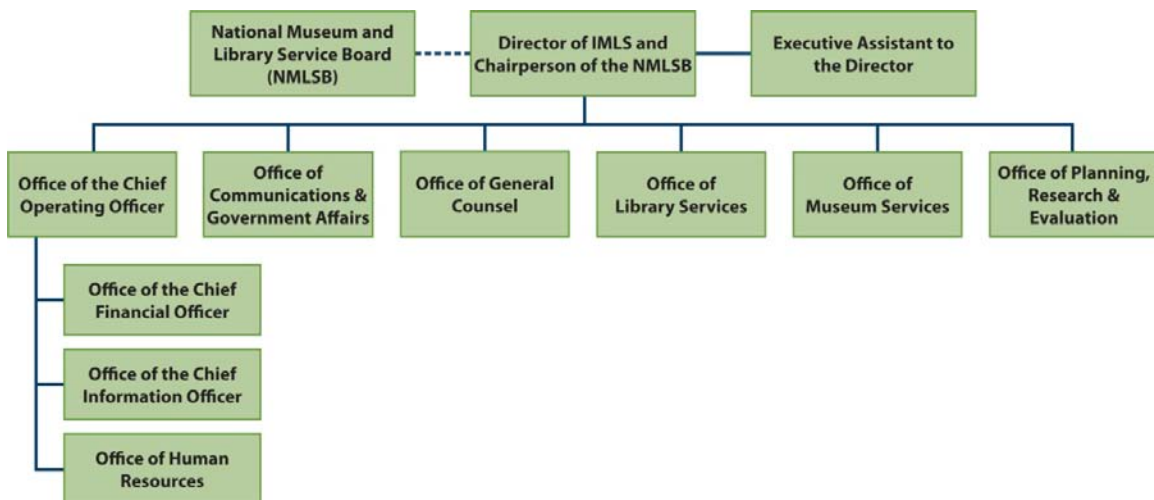 National Museum and
Library Service Board
(NMLSB)
Director of IMLS and
Chairperson of the NMLSB
Executive Assistant to
the Director
Office of the Chief
Operating Officer
Office of
Communications &
Government Affairs
Office of General
Counsel
Office of
Library Services
Office of
Museum Services
Office of Planning,
Research &
Evaluation
Office of the Chief
Financial Officer
Office of the Chief
Information Officer
Office of Human
Resources